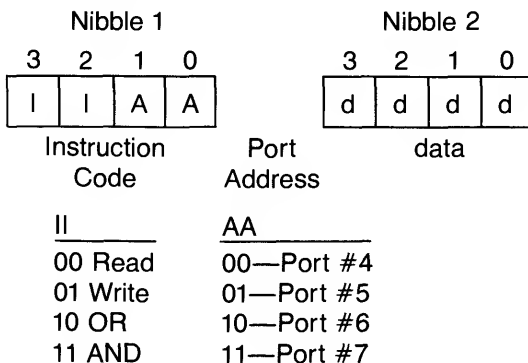 Nibble 1 Nibble 2
3 2 1 0 3 2 1 0
I I A A d d d d
Instruction Port data
Code Address
II AA
00 Read 00—Port #4
01 Write 01—Port #5
10 OR 10—Port #6
11 AND 11—Port #7